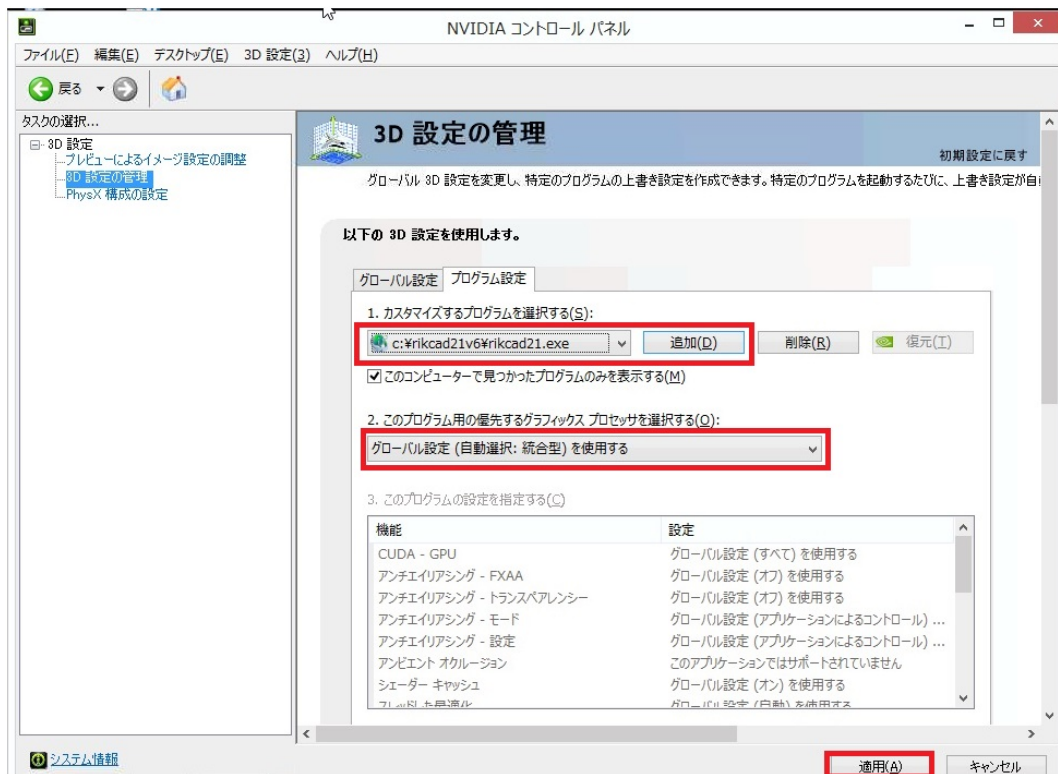 NVIDIA コントロール パネル
ファイル(F) 編集(E) デスクトップ(E) 3D 設定(3) ヘルプ(H)
戻る
タスクの選択...
3D 設定
プレビューによるイメージ設定の調整
3D 設定の管理
PhysX 構成の設定
3D 設定の管理
初期設定に戻す
グローバル 3D 設定を変更し、特定のプログラムの上書き設定を作成できます。特定のプログラムを起動するたびに、上書き設定が自
以下の 3D 設定を使用します。
グローバル設定 プログラム設定
1. カスタマイズするプログラムを選択する(S):
c:¥rikcad21v6¥rikcad21.exe 追加(D) 削除(R) 復元(T)
このコンピューターで見つかったプログラムのみを表示する(M)
2. このプログラム用の優先するグラフィックス プロセッサを選択する(O):
グローバル設定 (自動選択: 統合型) を使用する
3. このプログラムの設定を指定する(C)
機能 設定
CUDA - GPU グローバル設定 (すべて) を使用する
アンチエイリアシング - FXAA グローバル設定 (オフ) を使用する
アンチエイリアシング - トランスペアレンシー グローバル設定 (オフ) を使用する
アンチエイリアシング - モード グローバル設定 (アプリケーションによるコントロール) ...
アンチエイリアシング - 設定 グローバル設定 (アプリケーションによるコントロール) ...
アンビエント オクルージョン このアプリケーションではサポートされていません
シェーダー キャッシュ グローバル設定 (オン) を使用する
スレッドした最適化 グローバル設定 (自動) を使用する
システム情報
適用(A) キャンセル